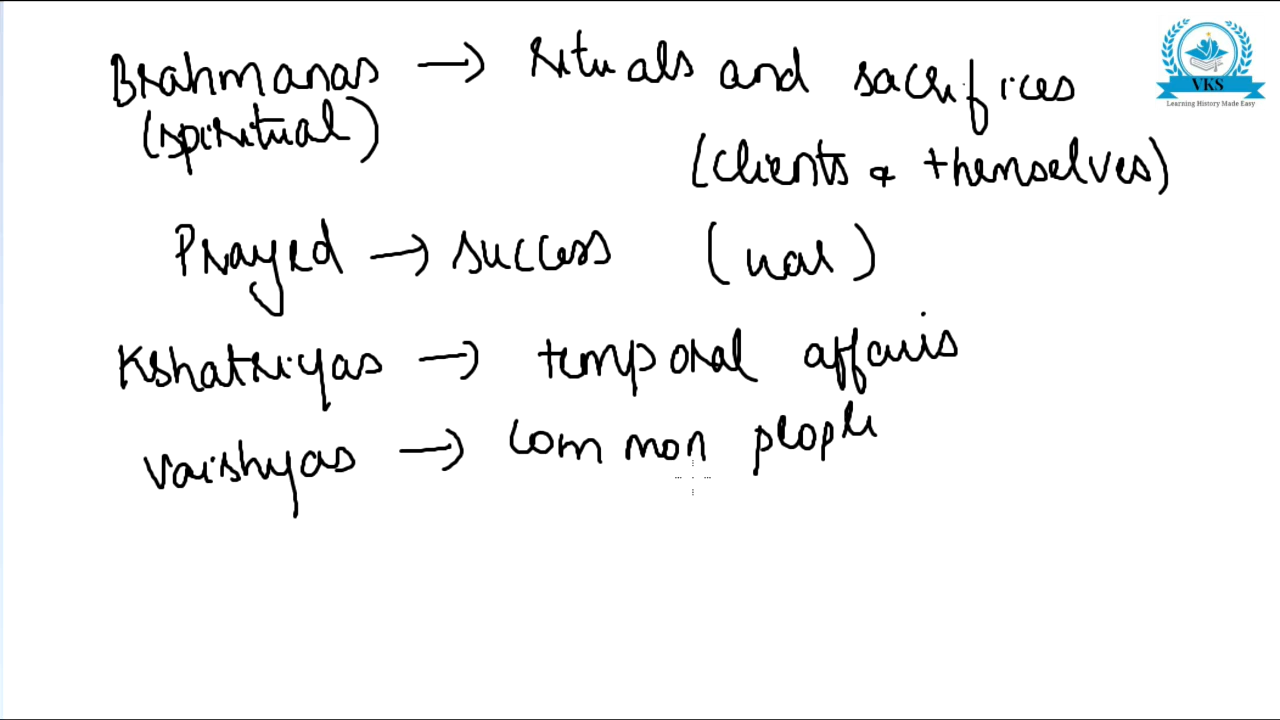 Brahmanas → rituals and sacrifices
(spiritual)
(clients & themselves)
Prayed → success (war)
Kshatriyas → temporal affairs
Vaishyas → common people
VKS
Learning History Made Easy